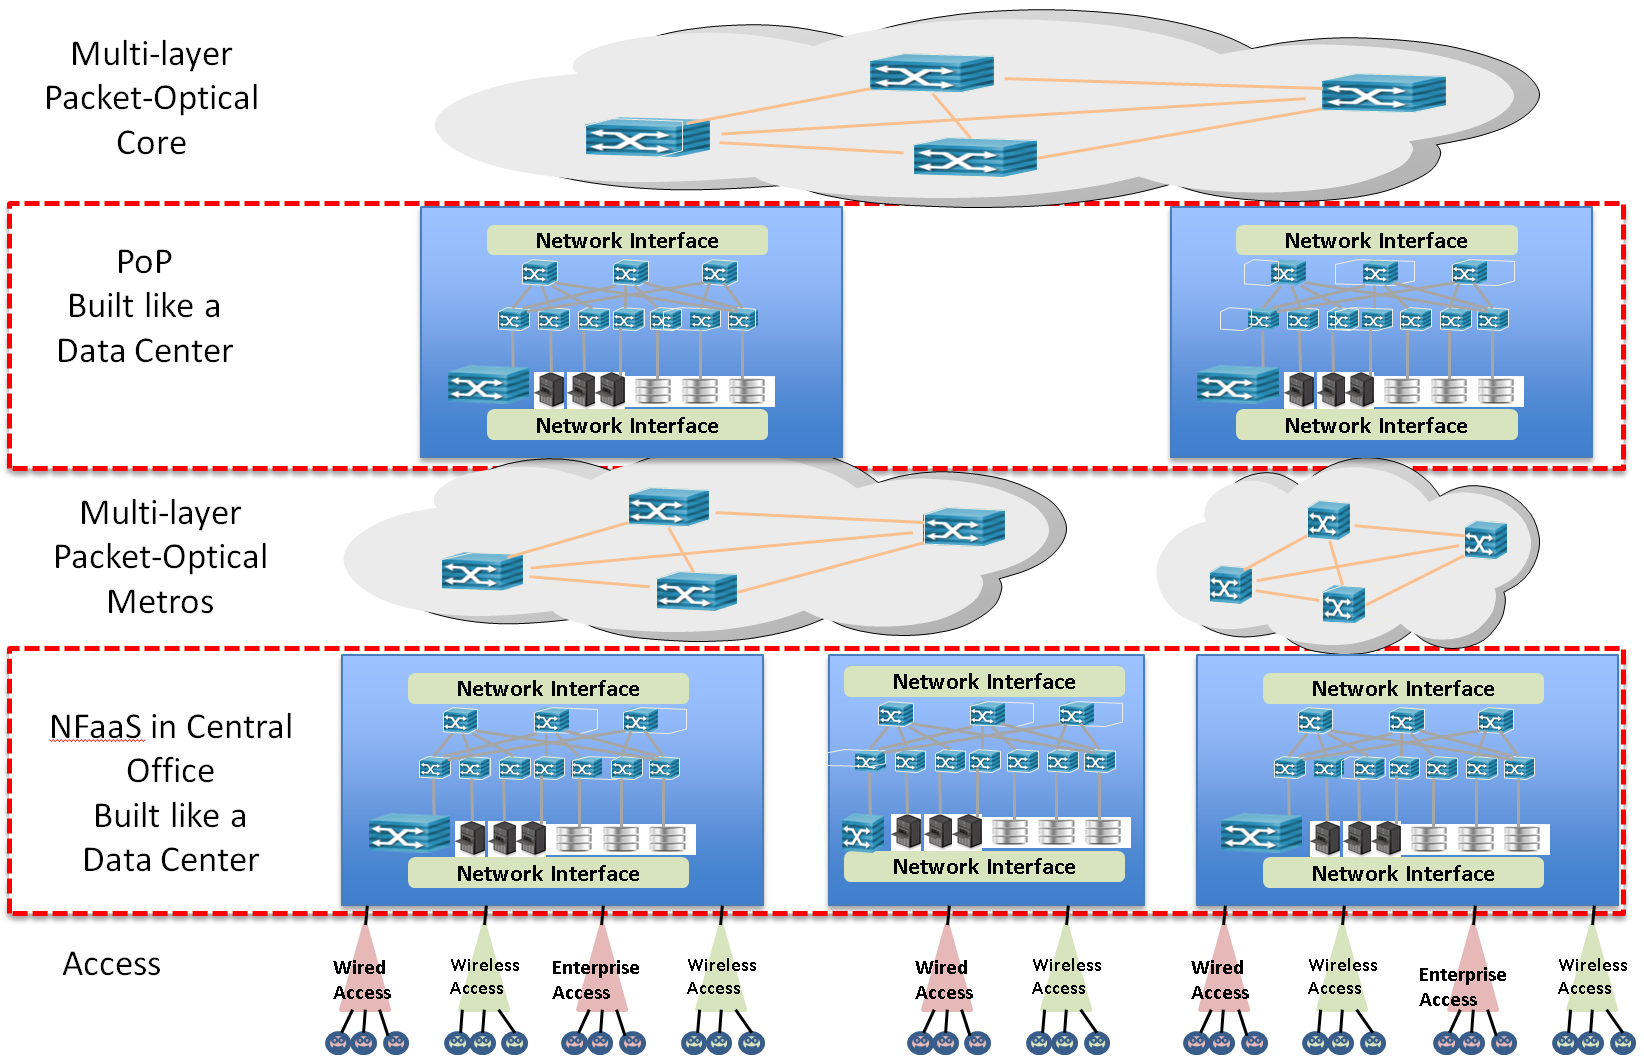 Multi-layer
Packet-Optical
Core
PoP
Built like a
Data Center
Network Interface
Network Interface
Network Interface
Network Interface
Multi-layer
Packet-Optical
Metros
NFaaS in Central
Office
Built like a
Data Center
Network Interface
Network Interface
Network Interface
Network Interface
Network Interface
Network Interface
Access
Wired
Access
Wireless
Access
Enterprise
Access
Wireless
Access
Wired
Access
Wireless
Access
Wired
Access
Wireless
Access
Enterprise
Access
Wireless
Access